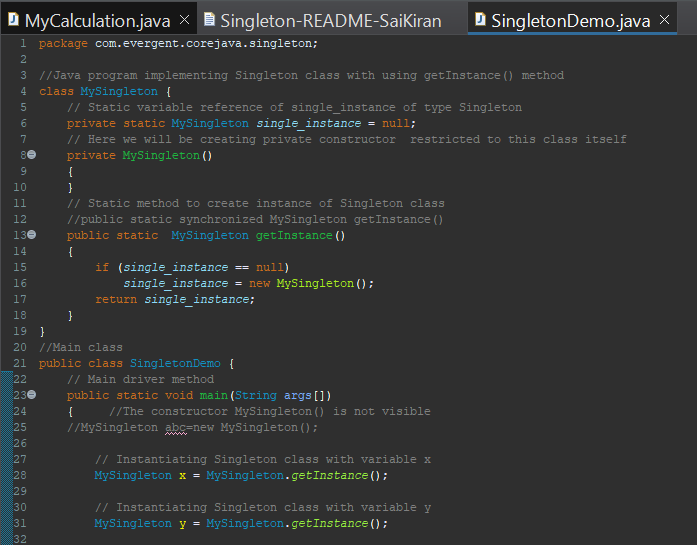 MyCalculation.java Singleton-README-SaiKiran SingletonDemo.java
1 package com.evergent.corejava.singleton;
2
3 //Java program implementing Singleton class with using getInstance() method
4 class MySingleton {
5 // Static variable reference of single_instance of type Singleton
6 private static MySingleton single_instance = null;
7 // Here we will be creating private constructor  restricted to this class itself
8 private MySingleton()
9 {
10 }
11 // Static method to create instance of Singleton class
12 //public static synchronized MySingleton getInstance()
13 public static  MySingleton getInstance()
14 {
15 if (single_instance == null)
16 single_instance = new MySingleton();
17 return single_instance;
18 }
19 }
20 //Main class
21 public class SingletonDemo {
22 // Main driver method
23 public static void main(String args[])
24 {     //The constructor MySingleton() is not visible
25 //MySingleton abc=new MySingleton();
26
27 // Instantiating Singleton class with variable x
28 MySingleton x = MySingleton.getInstance();
29
30 // Instantiating Singleton class with variable y
31 MySingleton y = MySingleton.getInstance();
32